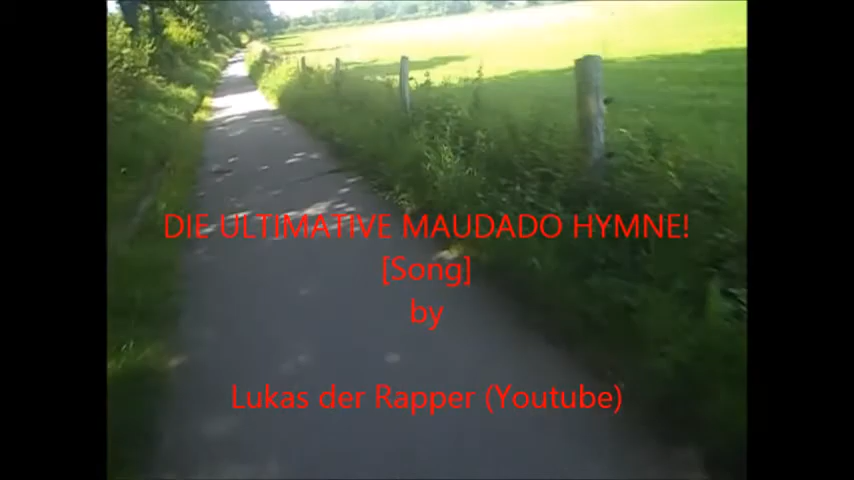 DIE ULTIMATIVE MAUDADO HYMNE!
[Song]
by
Lukas der Rapper (Youtube)